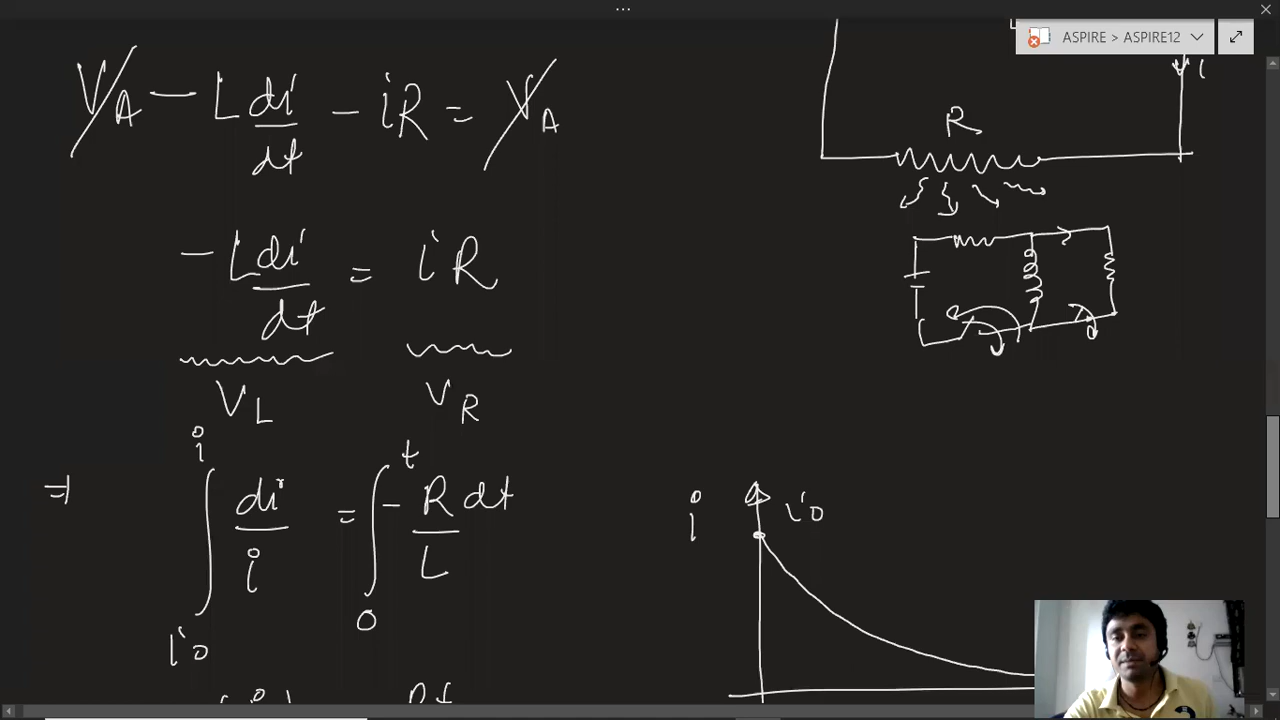 ASPIRE > ASPIRE12
V_A - L di/dt - iR = V_A
R
i
-L di/dt = iR
V_L V_R
⇒ ∫_{i_0}^{i} di/i = ∫_0^t - R/L dt
i i_0